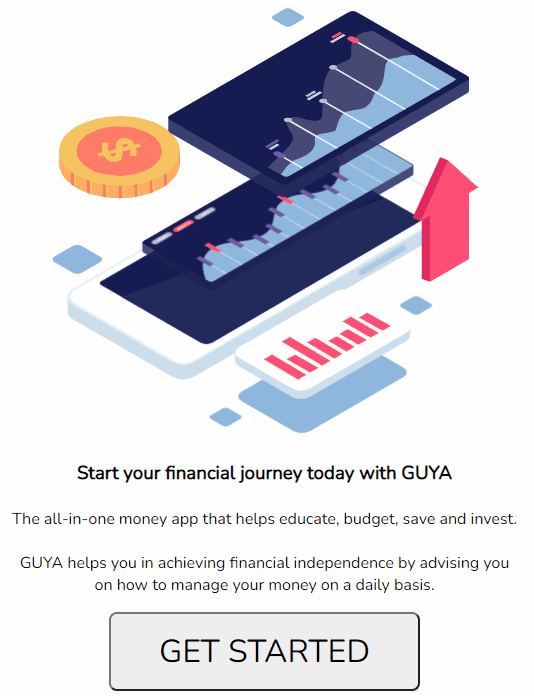 Start your financial journey today with GUYA
The all-in-one money app that helps educate, budget, save and invest.
GUYA helps you in achieving financial independence by advising you
on how to manage your money on a daily basis.
GET STARTED